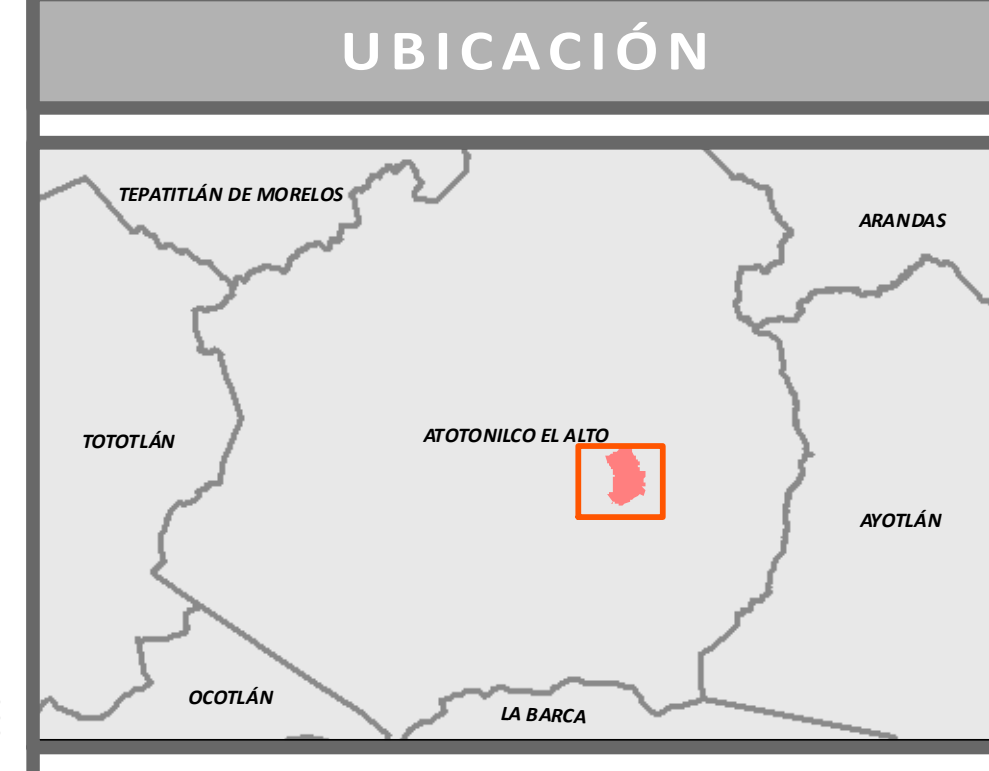 UBICACIÓN
TEPATITLÁN DE MORELOS
ARANDAS
TOTOTLÁN
ATOTONILCO EL ALTO
AYOTLÁN
OCOTLÁN
LA BARCA